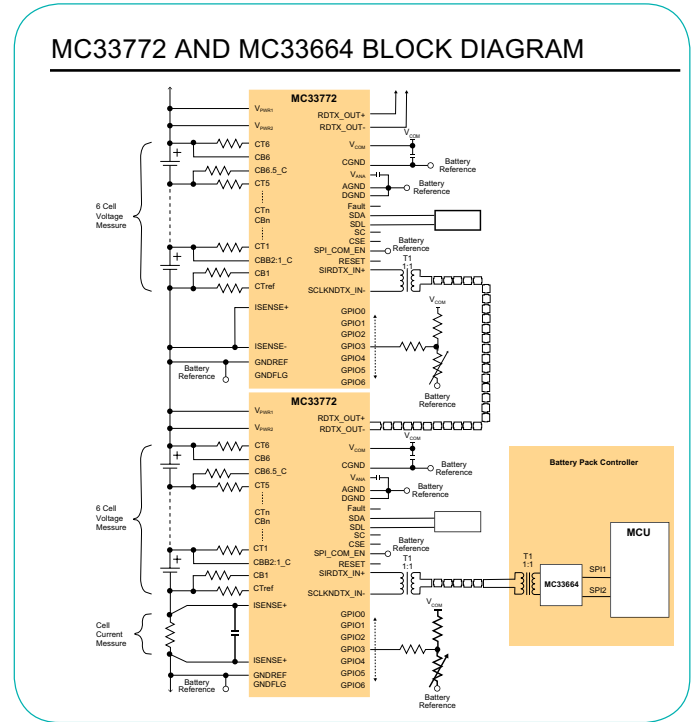 MC33772 AND MC33664 BLOCK DIAGRAM
MC33772
VPWR1
VPWR2
CT6
CB6
CB6.5_C
CT5
CTn
CBn
CT1
CBB2:1_C
CB1
CTref
ISENSE+
ISENSE-
GNDREF
GNDFLG
RDTX_OUT+
RDTX_OUT-
VCOM
CGND
VANA
AGND
DGND
Fault
SDA
SDL
SC
CSE
SPI_COM_EN
RESET
SIRDTX_IN+
SCLKNDTX_IN-
GPIO0
GPIO1
GPIO2
GPIO3
GPIO4
GPIO5
GPIO6
6 Cell
Voltage
Messure
+
+
Battery
Reference
VCOM
Battery
Reference
Battery
Reference
Battery
Reference
T1
1:1
VCOM
Battery
Reference
MC33772
VPWR1
VPWR2
CT6
CB6
CB6.5_C
CT5
CTn
CBn
CT1
CBB2:1_C
CB1
CTref
ISENSE+
ISENSE+
GNDREF
GNDFLG
RDTX_OUT+
RDTX_OUT-
VCOM
CGND
VANA
AGND
DGND
Fault
SDA
SDL
SC
CSE
SPI_COM_EN
RESET
SIRDTX_IN+
SCLKNDTX_IN-
GPIO0
GPIO1
GPIO2
GPIO3
GPIO4
GPIO5
GPIO6
6 Cell
Voltage
Messure
+
+
Cell
Current
Messure
Battery
Reference
VCOM
Battery
Reference
Battery
Reference
Battery
Reference
T1
1:1
VCOM
Battery
Reference
Battery Pack Controller
T1
1:1
MC33664
SPI1
SPI2
MCU